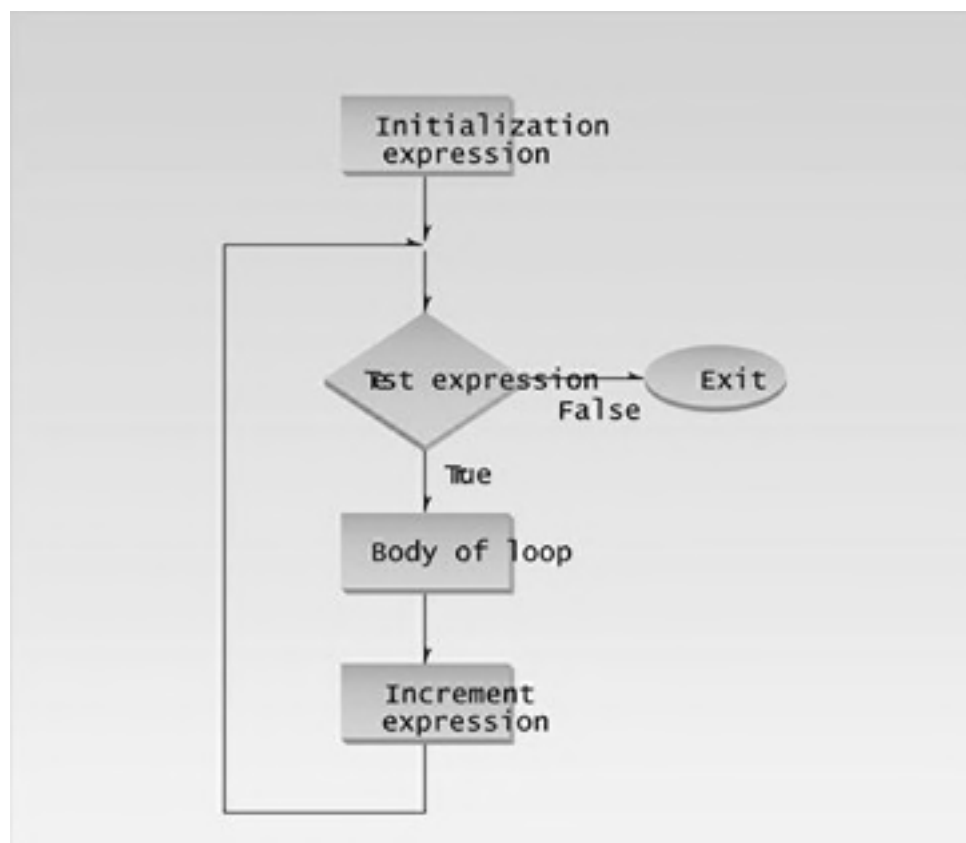 Initialization
expression
Test expression
Exit
False
True
Body of loop
Increment
expression